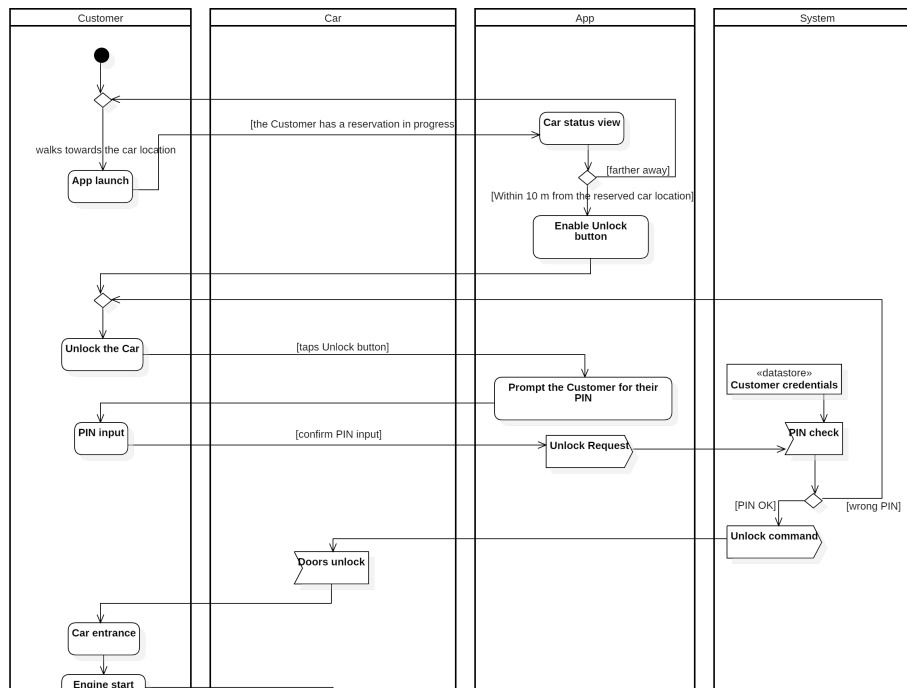 Customer
Car
App
System
Car status view
[the Customer has a reservation in progress
walks towards the car location
[farther away]
App launch
[Within 10 m from the reserved car location]
Enable Unlock
button
Unlock the Car
[taps Unlock button]
«datastore»
Customer credentials
Prompt the Customer for their
PIN
PIN input
[confirm PIN input]
Unlock Request
PIN check
[PIN OK]
[wrong PIN]
Unlock command
Doors unlock
Car entrance
Engine start